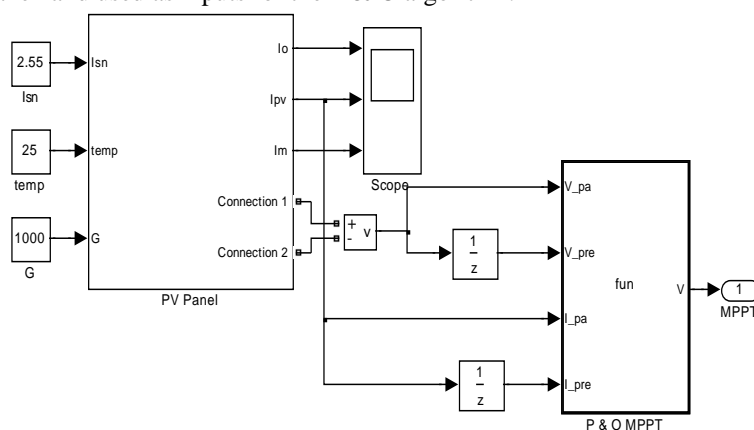 2.55
Isn
25
temp
1000
G
Isn
temp
G
Io
Ipv
Im
Connection 1
Connection 2
PV Panel
Scope
+
-
v
1
z
1
z
V_pa
V_pre
I_pa
I_pre
fun
V
P & O MPPT
1
MPPT